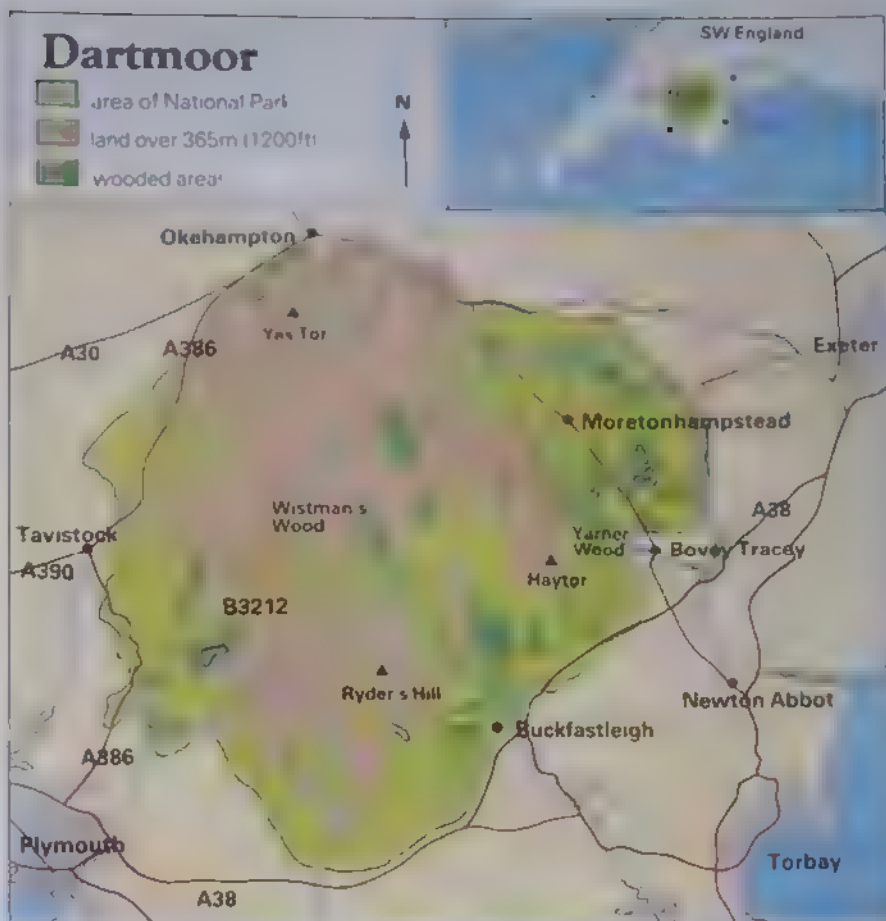 Dartmoor
SW England
area of National Park
land over 365m (1200ft)
wooded areas
N
Okehampton
Yes Tor
A30
A386
Exeter
Moretonhampstead
Wistman's
Wood
Tavistock
A38
Yarner
Wood
Bovey Tracey
A390
Haytor
B3212
Ryder's Hill
Newton Abbot
Buckfastleigh
A386
Plymouth
Torbay
A38